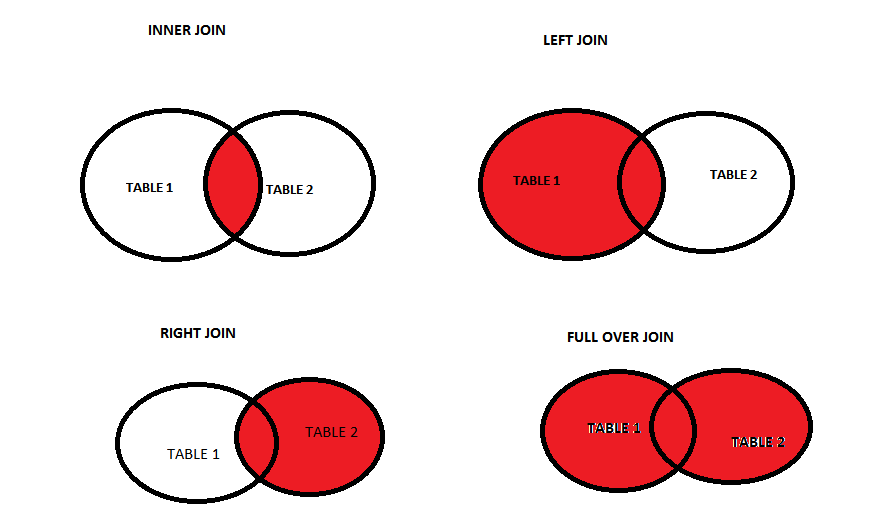 INNER JOIN
LEFT JOIN
TABLE 1
TABLE 2
TABLE 1
TABLE 2
RIGHT JOIN
FULL OVER JOIN
TABLE 1
TABLE 2
TABLE 1
TABLE 2